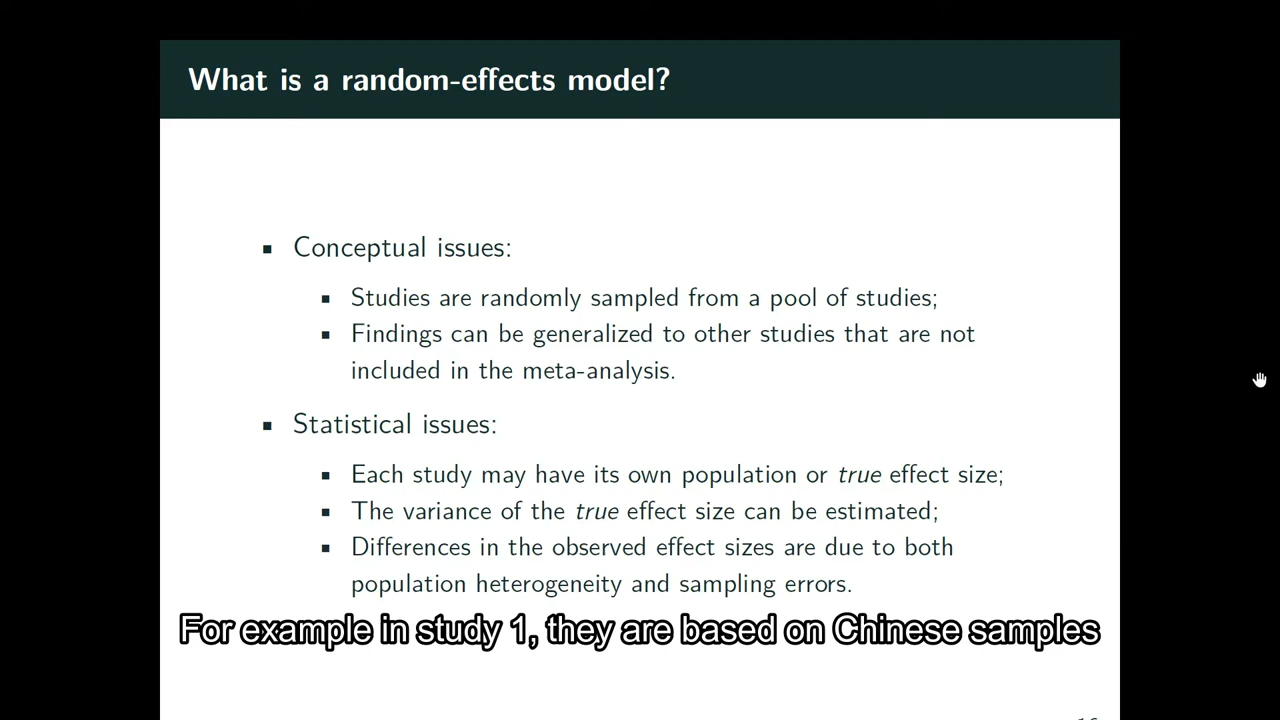 What is a random-effects model?
▪ Conceptual issues:
▪ Studies are randomly sampled from a pool of studies;
▪ Findings can be generalized to other studies that are not
included in the meta-analysis.
▪ Statistical issues:
▪ Each study may have its own population or true effect size;
▪ The variance of the true effect size can be estimated;
▪ Differences in the observed effect sizes are due to both
population heterogeneity and sampling errors.
For example in study 1, they are based on Chinese samples